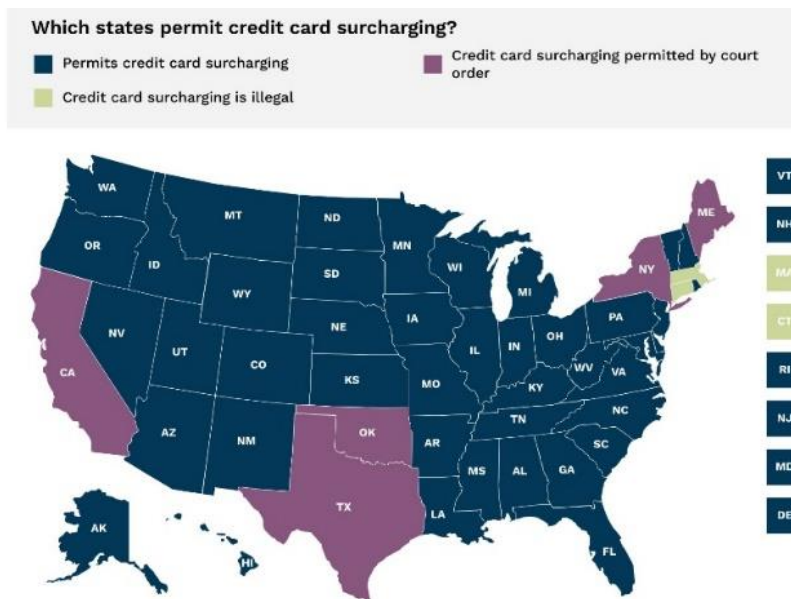 Which states permit credit card surcharging?
Permits credit card surcharging
Credit card surcharging permitted by court
order
Credit card surcharging is illegal
WA
MT
ND
MN
ME
VT
OR
ID
SD
WI
MI
NY
NH
WY
MA
NV
NE
IA
PA
CT
CA
UT
CO
KS
MO
IL
IN
OH
WV
VA
RI
KY
AZ
NM
OK
AR
TN
NC
NJ
SC
TX
MS
AL
GA
MD
LA
AK
HI
FL
DE